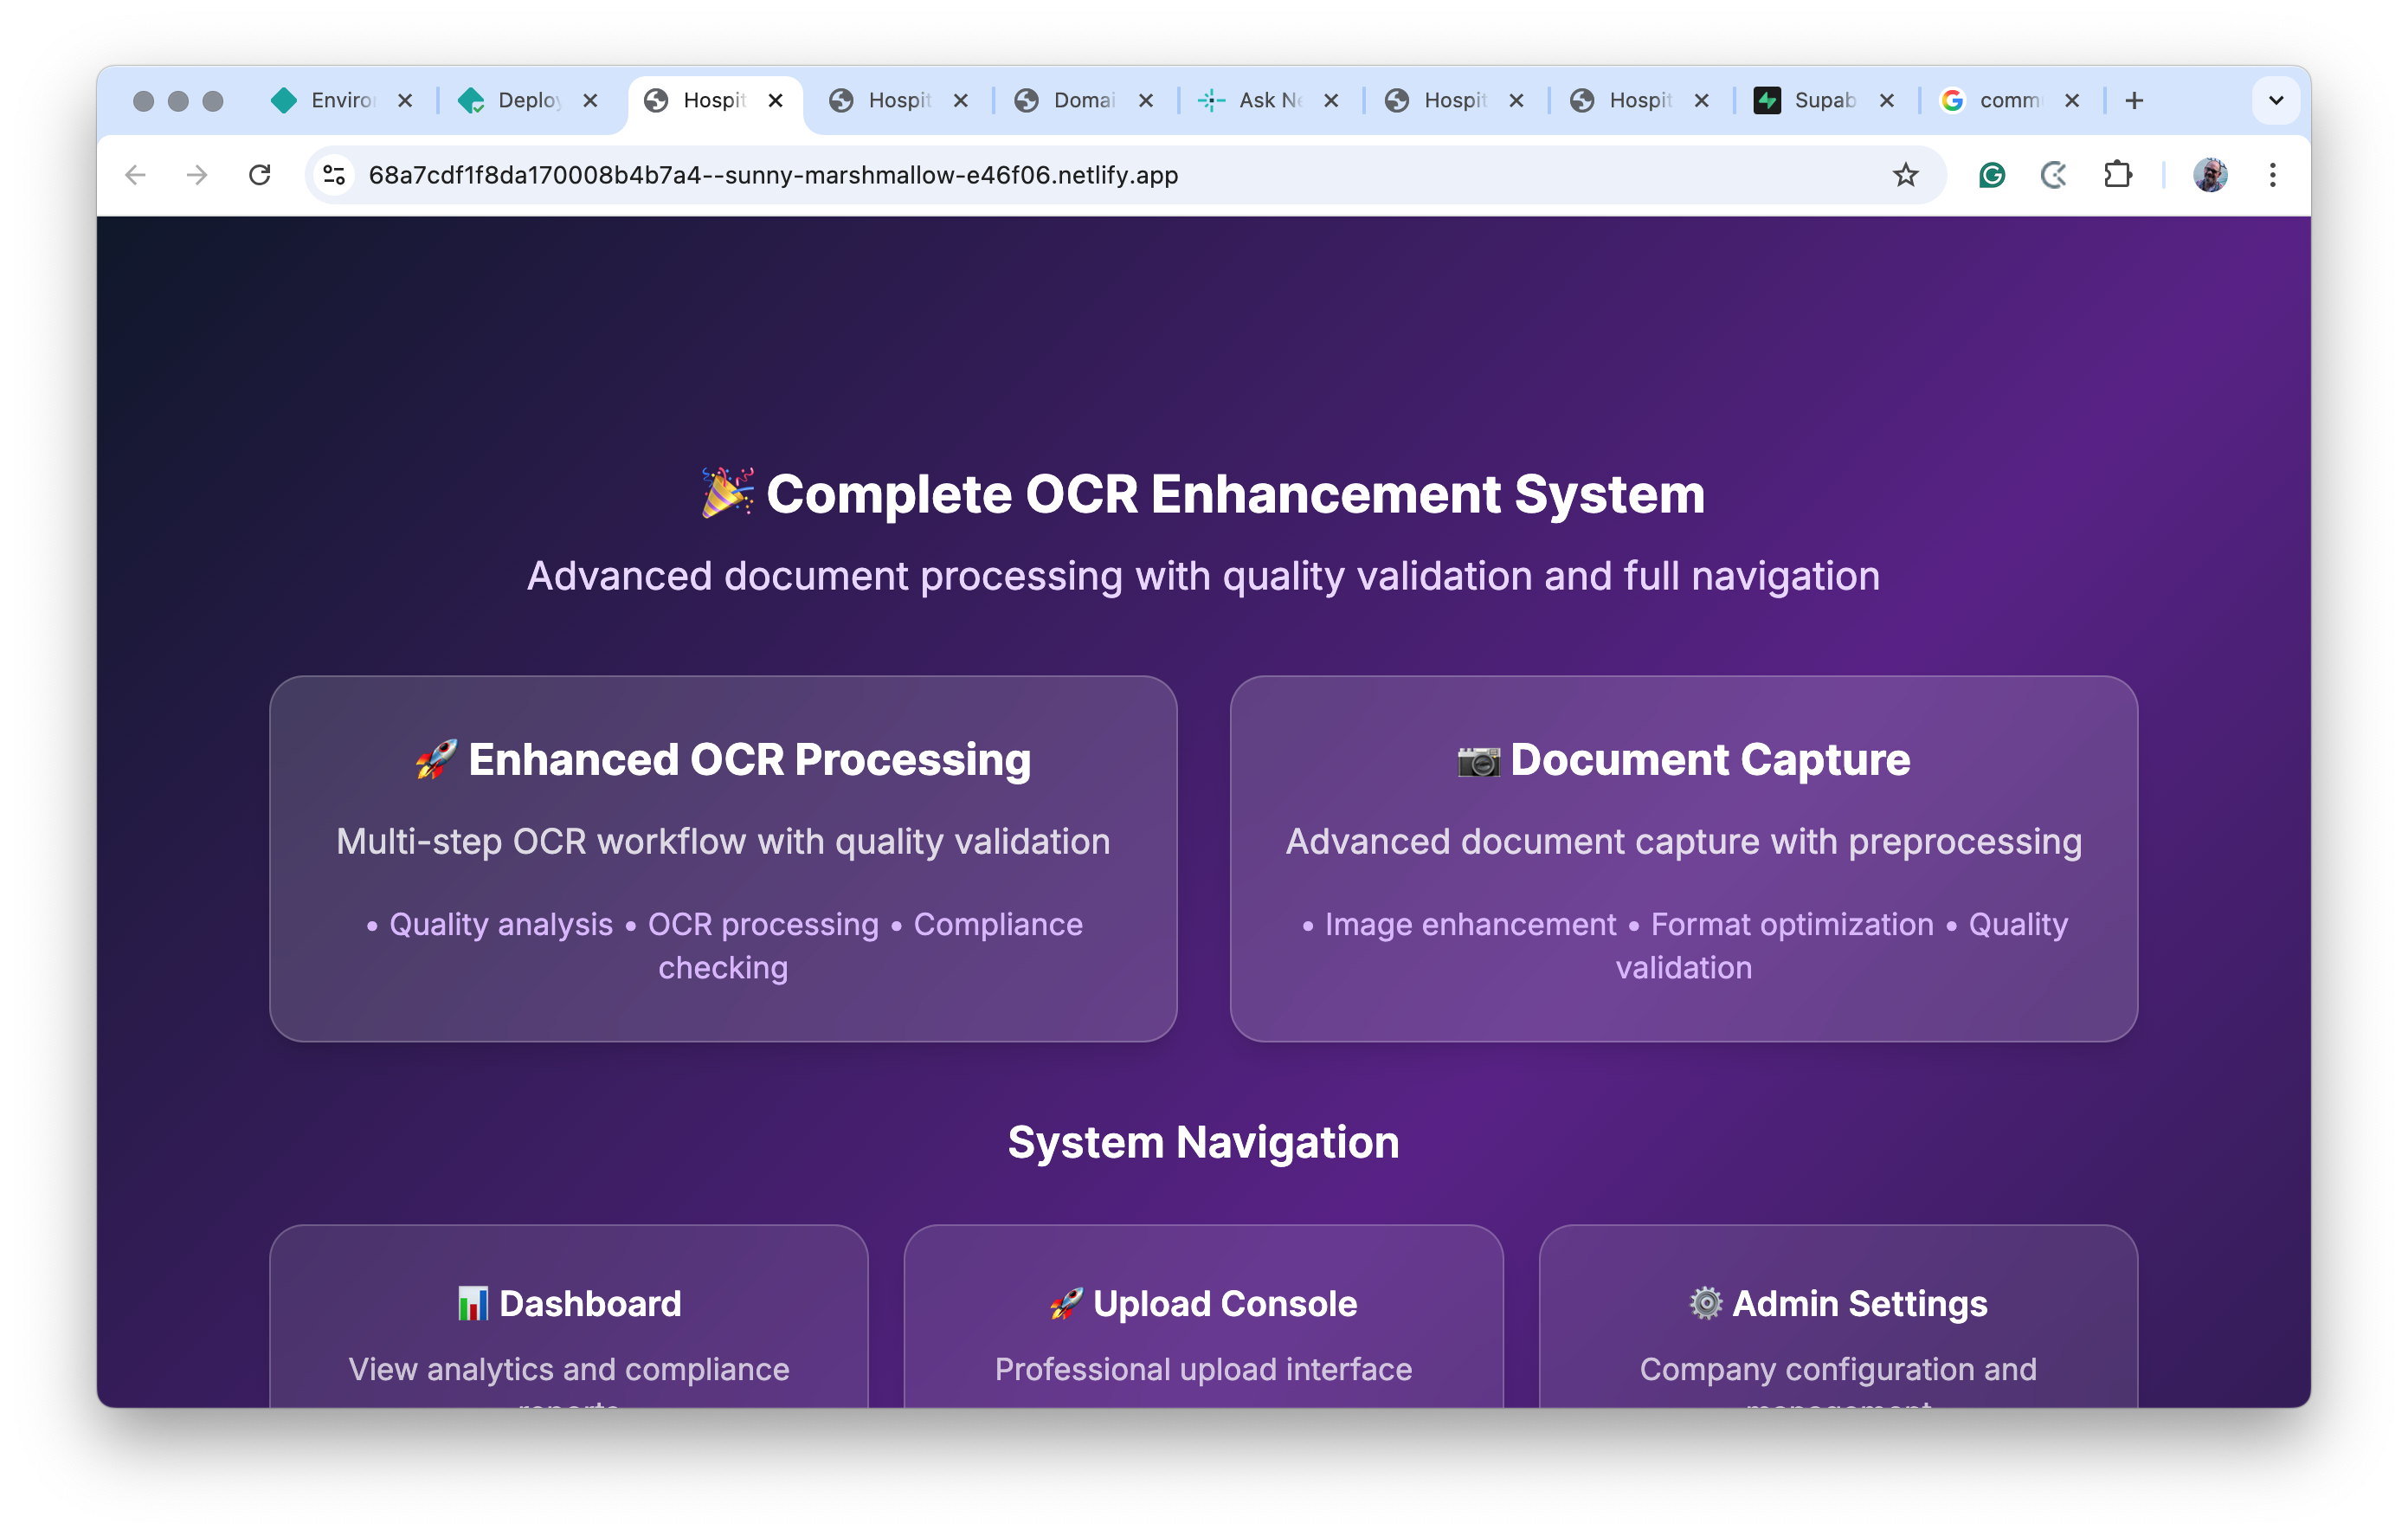 Enviro
Deploy
Hospit
Hospit
Domai
Ask Ne
Hospit
Hospit
Supab
comm
68a7cdf1f8da170008b4b7a4--sunny-marshmallow-e46f06.netlify.app
🎉 Complete OCR Enhancement System
Advanced document processing with quality validation and full navigation
🚀 Enhanced OCR Processing
Multi-step OCR workflow with quality validation
• Quality analysis • OCR processing • Compliance
checking
📷 Document Capture
Advanced document capture with preprocessing
• Image enhancement • Format optimization • Quality
validation
System Navigation
📊 Dashboard
View analytics and compliance
reports
🚀 Upload Console
Professional upload interface
⚙️ Admin Settings
Company configuration and
management